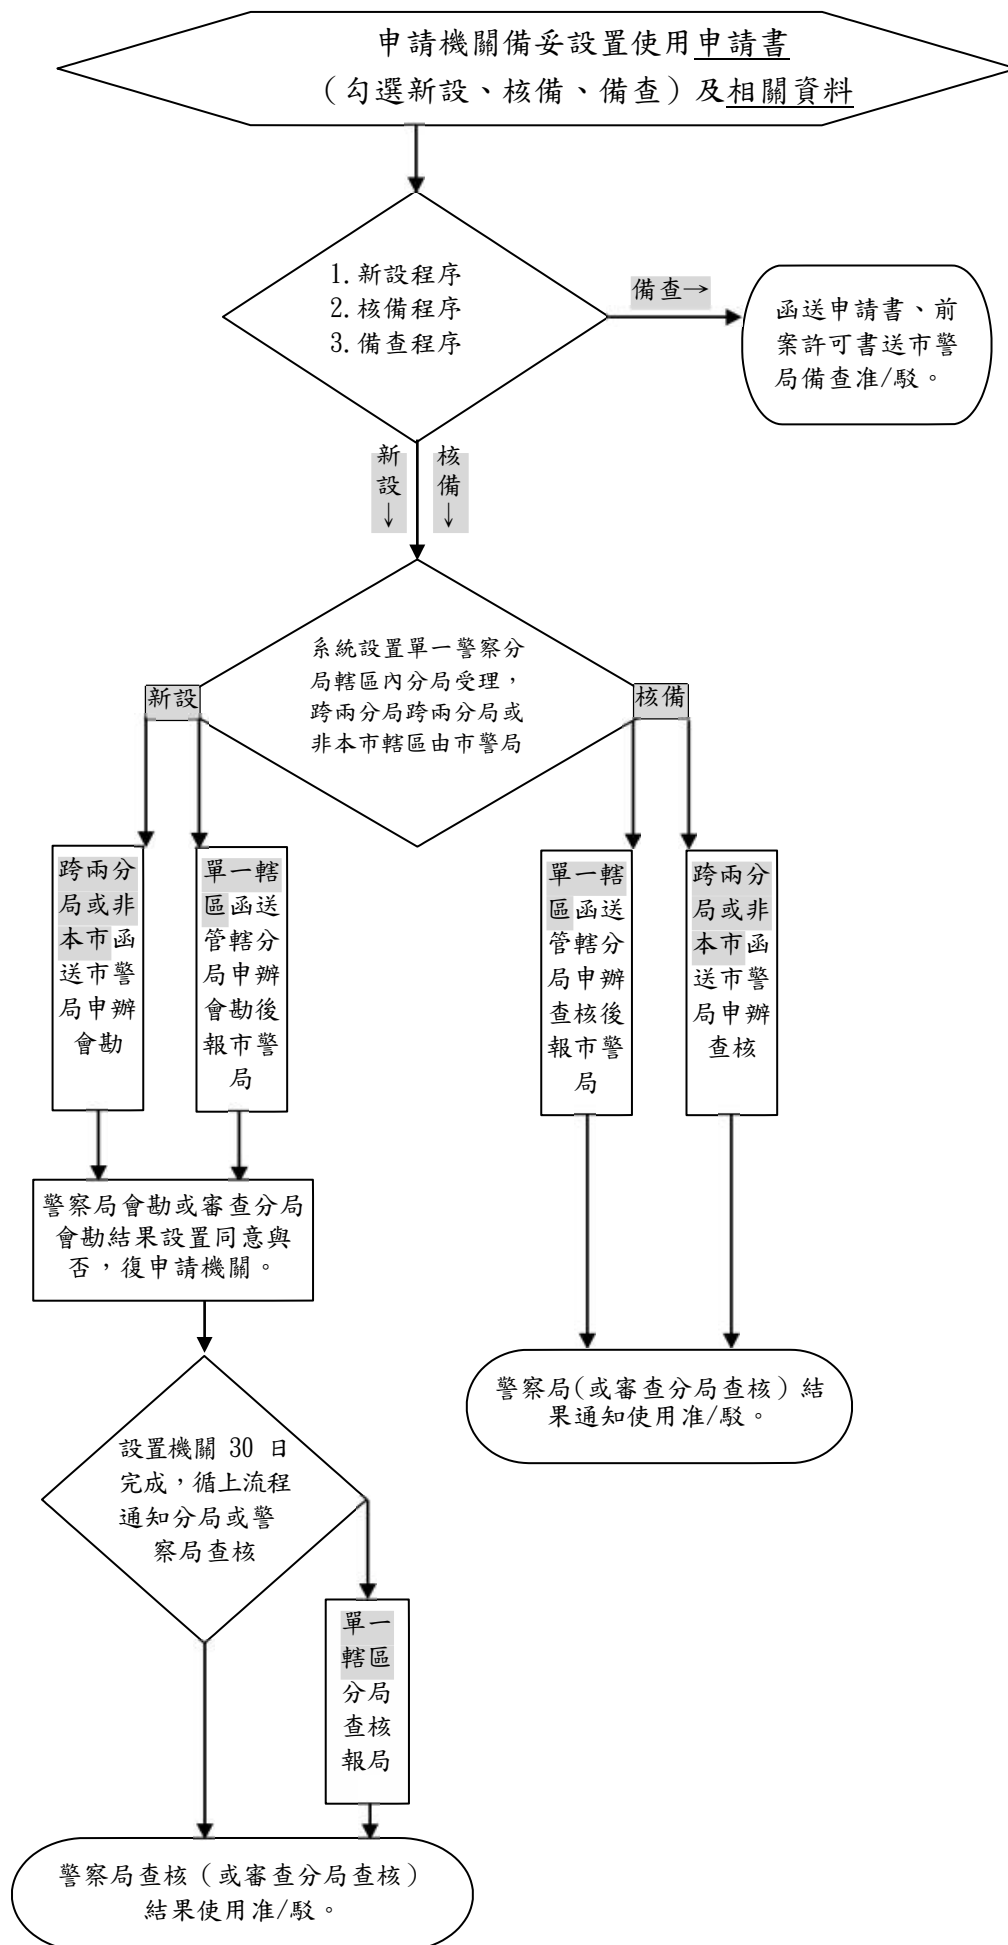 申請機關備妥設置使用申請書
（勾選新設、核備、備查）及相關資料
1.新設程序
2.核備程序
3.備查程序
備查→
函送申請書、前
案許可書送市警
局備查准/駁。
新
設
↓
核
備
↓
系統設置單一警察分
局轄區內分局受理，
跨兩分局跨兩分局或
非本市轄區由市警局
新設
核備
跨兩分
局或非
本市函
送市警
局申辦
會勘
單一轄
區函送
管轄分
局申辦
會勘後
報市警
局
單一轄
區函送
管轄分
局申辦
查核後
報市警
局
跨兩分
局或非
本市函
送市警
局申辦
查核
警察局會勘或審查分局
會勘結果設置同意與
否，復申請機關。
警察局(或審查分局查核）結
果通知使用准/駁。
設置機關 30 日
完成，循上流程
通知分局或警
察局查核
單一
轄區
分局
查核
報局
警察局查核（或審查分局查核）
結果使用准/駁。